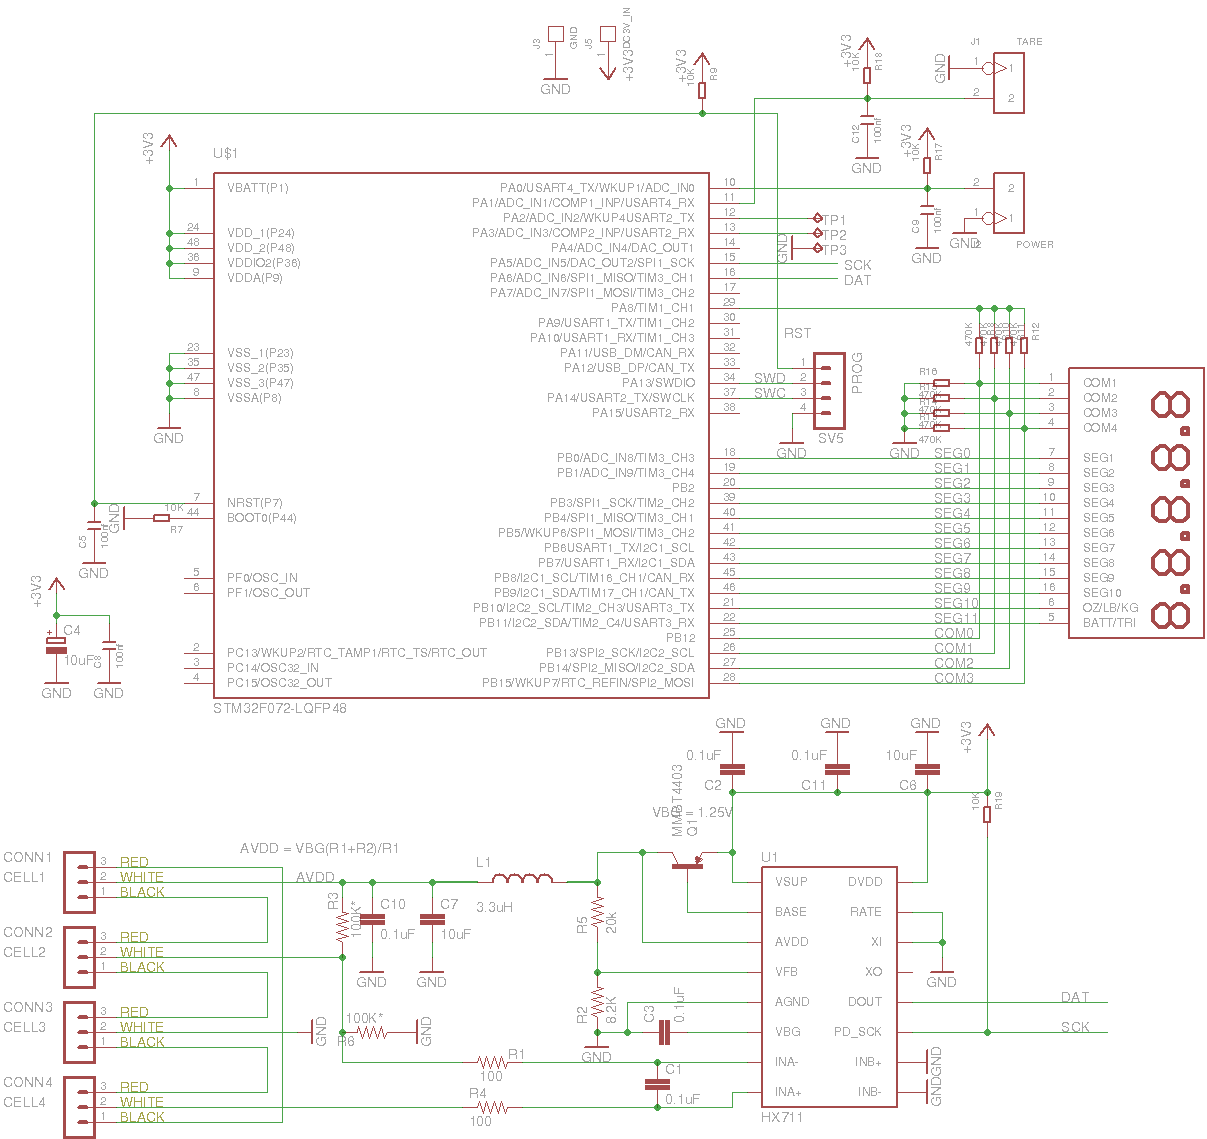 J3
GND
J5
DC3V_IN
1
1
GND
+3V3
+3V3
10K
R9
+3V3
10K
R18
C12
100nf
GND
J1
TARE
GND
1
1
2
2
+3V3
10K
R17
C9
100nf
GND
2
2
1
1
GND
POWER
+3V3
U$1
1 VBATT(P1)
24 VDD_1(P24)
48 VDD_2(P48)
36 VDDIO2(P36)
9 VDDA(P9)
23 VSS_1(P23)
35 VSS_2(P35)
47 VSS_3(P47)
8 VSSA(P8)
GND
7 NRST(P7)
44 BOOT0(P44)
GND
10K
R7
C5
100nf
GND
5 PF0/OSC_IN
6 PF1/OSC_OUT
+3V3
C4
10uF
C8
100nf
GND
GND
2 PC13/WKUP2/RTC_TAMP1/RTC_TS/RTC_OUT
3 PC14/OSC32_IN
4 PC15/OSC32_OUT
STM32F072-LQFP48
PA0/USART4_TX/WKUP1/ADC_IN0 10
PA1/ADC_IN1/COMP1_INP/USART4_RX 11
PA2/ADC_IN2/WKUP4USART2_TX 12
PA3/ADC_IN3/COMP2_INP/USART2_RX 13
PA4/ADC_IN4/DAC_OUT1 14
PA5/ADC_IN5/DAC_OUT2/SPI1_SCK 15
PA6/ADC_IN6/SPI1_MISO/TIM3_CH1 16
PA7/ADC_IN7/SPI1_MOSI/TIM3_CH2 17
PA8/TIM1_CH1 29
PA9/USART1_TX/TIM1_CH2 30
PA10/USART1_RX/TIM1_CH3 31
PA11/USB_DM/CAN_RX 32
PA12/USB_DP/CAN_TX 33
PA13/SWDIO 34
PA14/USART2_TX/SWCLK 37
PA15/USART2_RX 38
PB0/ADC_IN8/TIM3_CH3 18
PB1/ADC_IN9/TIM3_CH4 19
PB2 20
PB3/SPI1_SCK/TIM2_CH2 39
PB4/SPI1_MISO/TIM3_CH1 40
PB5/WKUP6/SPI1_MOSI/TIM3_CH2 41
PB6USART1_TX/I2C1_SCL 42
PB7/USART1_RX/I2C1_SDA 43
PB8/I2C1_SCL/TIM16_CH1/CAN_RX 45
PB9/I2C1_SDA/TIM17_CH1/CAN_TX 46
PB10/I2C2_SCL/TIM2_CH3/USART3_TX 21
PB11/I2C2_SDA/TIM2_C4/USART3_RX 22
PB12 25
PB13/SPI2_SCK/I2C2_SCL 26
PB14/SPI2_MISO/I2C2_SDA 27
PB15/WKUP7/RTC_REFIN/SPI2_MOSI 28
TP1
TP2
TP3
GND
SCK
DAT
RST
SWD
SWC
1
2
3
4
PROG
SV5
GND
470K
R12
R16
470K
470K
GND
SEG0
SEG1
SEG2
SEG3
SEG4
SEG5
SEG6
SEG7
SEG8
SEG9
SEG10
SEG11
COM0
COM1
COM2
COM3
1 COM1
2 COM2
3 COM3
4 COM4
7 SEG1
8 SEG2
9 SEG3
10 SEG4
11 SEG5
12 SEG6
13 SEG7
14 SEG8
15 SEG9
16 SEG10
6 OZ/LB/KG
5 BATT/TRI
GND
0.1uF
C2
GND
0.1uF
C11
GND
10uF
C6
+3V3
10K
R19
MMBT4403
Q1
VBG = 1.25V
AVDD = VBG(R1+R2)/R1
CONN1
CELL1
3 RED
2 WHITE
1 BLACK
CONN2
CELL2
3 RED
2 WHITE
1 BLACK
CONN3
CELL3
3 RED
2 WHITE
1 BLACK
CONN4
CELL4
3 RED
2 WHITE
1 BLACK
AVDD
R3
100K*
C10
0.1uF
GND
C7
10uF
GND
L1
3.3uH
R5
20k
R2
8.2K
GND
C3
0.1uF
GND
100K*
R6
GND
R1
100
R4
100
C1
0.1uF
U1
VSUP
BASE
AVDD
VFB
AGND
VBG
INA-
INA+
DVDD
RATE
XI
XO
DOUT
PD_SCK
INB+
INB-
HX711
GND
DAT
SCK
GND
GND